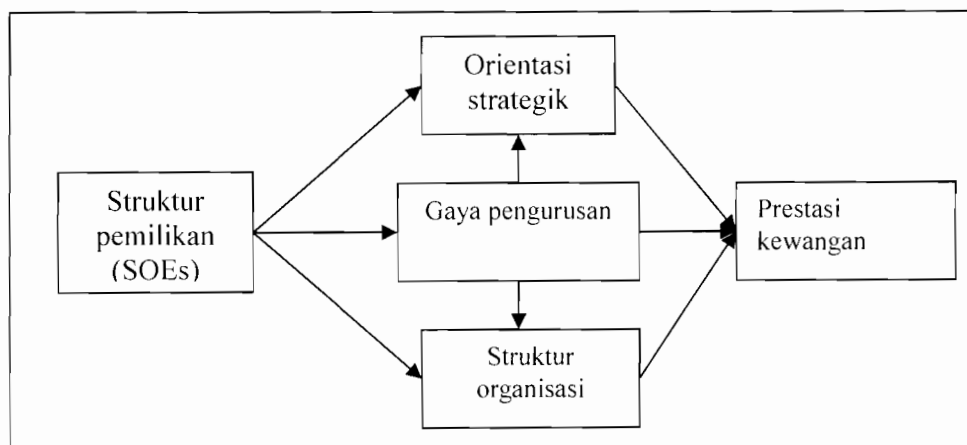 Orientasi
strategik
Struktur
pemilikan
(SOEs)
Gaya pengurusan
Prestasi
kewangan
Struktur
organisasi